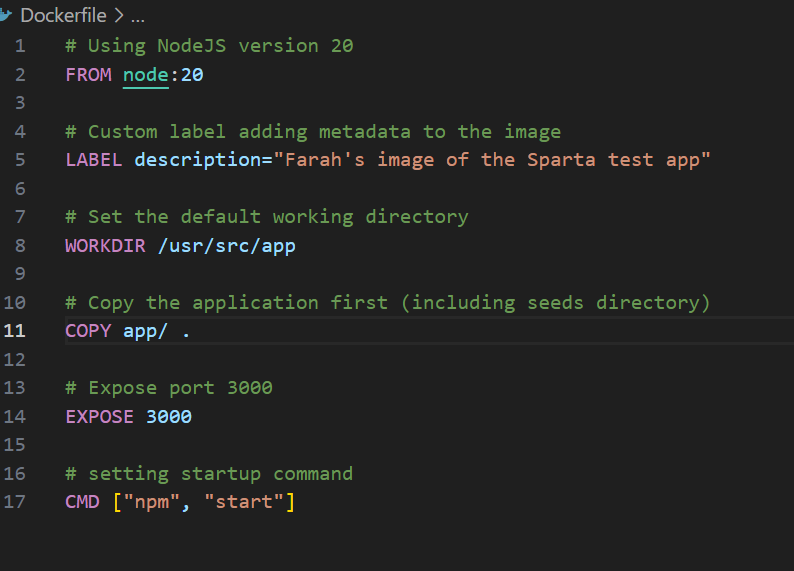 Dockerfile > ...
1 # Using NodeJS version 20
2 FROM node:20
3
4 # Custom label adding metadata to the image
5 LABEL description="Farah's image of the Sparta test app"
6
7 # Set the default working directory
8 WORKDIR /usr/src/app
9
10 # Copy the application first (including seeds directory)
11 COPY app/ .
12
13 # Expose port 3000
14 EXPOSE 3000
15
16 # setting startup command
17 CMD ["npm", "start"]